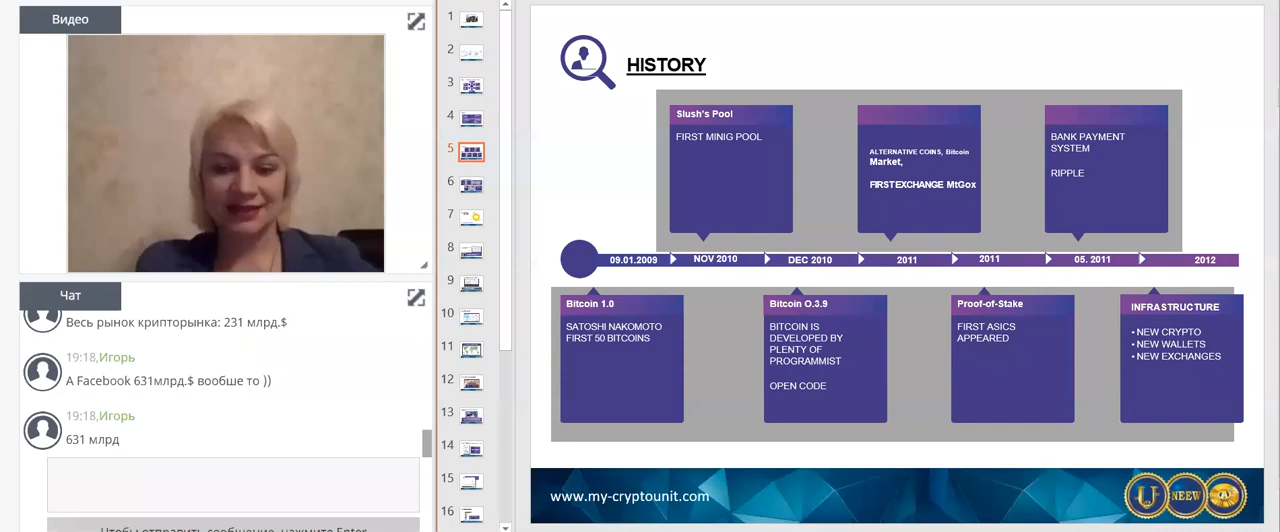 Видео
Чат
Весь рынок крипторынка: 231 млрд.$
19:18,Игорь
А Facebook 631млрд.$ вообше то ))
19:18,Игорь
631 млрд
Чтобы отправить сообщение, нажмите Enter
1
2
3
4
5
6
7
8
9
10
11
12
13
14
15
16
HISTORY
Slush's Pool
FIRST MINIG POOL
ALTERNATIVE COINS, Bitcoin
Market,
FIRSTEXCHANGE MtGox
BANK PAYMENT
SYSTEM
RIPPLE
09.01.2009
NOV 2010
DEC 2010
2011
2011
05. 2011
2012
Bitcoin 1.0
SATOSHI NAKOMOTO
FIRST 50 BITCOINS
Bitcoin O.3.9
BITCOIN IS
DEVELOPED BY
PLENTY OF
PROGRAMMIST
OPEN CODE
Proof-of-Stake
FIRST ASICS
APPEARED
INFRASTRUCTURE
• NEW CRYPTO
• NEW WALLETS
• NEW EXCHANGES
www.my-cryptounit.com
U
NEEW